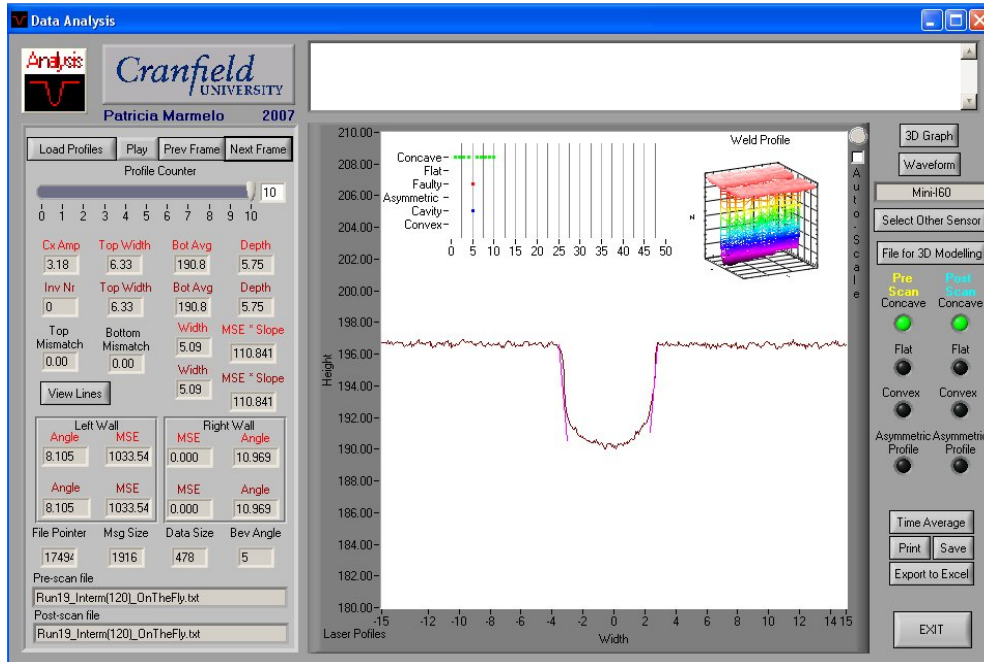 Data Analysis
Analysis
Cranfield
UNIVERSITY
Patricia Marmelo 2007
Load Profiles Play Prev Frame Next Frame
Profile Counter
10
0 1 2 3 4 5 6 7 8 9 10
Cx Amp Top Width Bot Avg Depth
3.18 6.33 190.8 5.75
Inv Nr Top Width Bot Avg Depth
0 6.33 190.8 5.75
Top Mismatch Bottom Mismatch Width MSE * Slope
0.00 0.00 5.09 110.841
Width MSE * Slope
View Lines 5.09 110.841
Left Wall Right Wall
Angle MSE MSE Angle
8.105 1033.54 0.000 10.969
Angle MSE MSE Angle
8.105 1033.54 0.000 10.969
File Pointer Msg Size Data Size Bev Angle
1749 1916 478 5
Pre-scan file
Run19_Interm(120)_OnTheFly.txt
Post-scan file
Run19_Interm(120)_OnTheFly.txt
210.00
208.00
206.00
204.00
202.00
200.00
198.00
196.00
194.00
192.00
190.00
188.00
186.00
184.00
182.00
180.00
Height
Concave
Flat
Faulty
Asymmetric
Cavity
Convex
0 5 10 15 20 25 30 35 40 45 50
Weld Profile
Z
-15 -14 -12 -10 -8 -6 -4 -2 0 2 4 6 8 10 12 14 15
Laser Pofiles
Width
Auto-Scale
3D Graph
Waveform
Mini-I60
Select Other Sensor
File for 3D Modelling
Pre Scan Post Scan
Concave Concave
Flat Flat
Convex Convex
Asymmetric Profile Asymmetric Profile
Time Average
Print Save
Export to Excel
EXIT